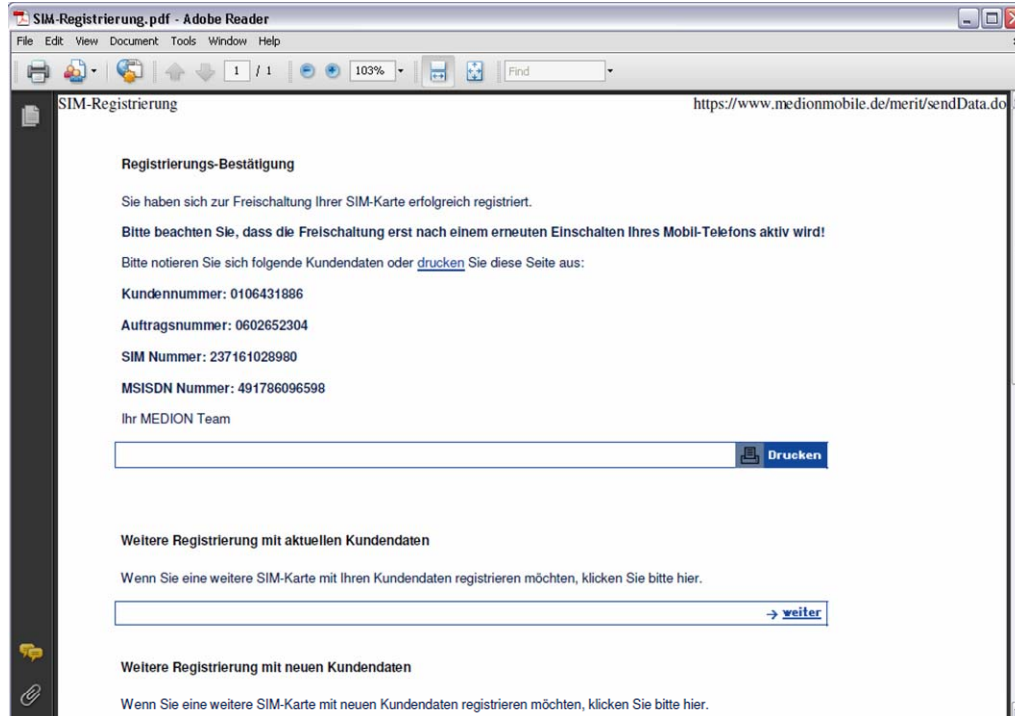 SIM-Registrierung.pdf - Adobe Reader
File Edit View Document Tools Window Help
1 / 1 103% Find
SIM-Registrierung https://www.medionmobile.de/merit/sendData.do
Registrierungs-Bestätigung
Sie haben sich zur Freischaltung Ihrer SIM-Karte erfolgreich registriert.
Bitte beachten Sie, dass die Freischaltung erst nach einem erneuten Einschalten Ihres Mobil-Telefons aktiv wird!
Bitte notieren Sie sich folgende Kundendaten oder drucken Sie diese Seite aus:
Kundennummer: 0106431886
Auftragsnummer: 0602652304
SIM Nummer: 237161028980
MSISDN Nummer: 491786096598
Ihr MEDION Team
Drucken
Weitere Registrierung mit aktuellen Kundendaten
Wenn Sie eine weitere SIM-Karte mit Ihren Kundendaten registrieren möchten, klicken Sie bitte hier.
→ weiter
Weitere Registrierung mit neuen Kundendaten
Wenn Sie eine weitere SIM-Karte mit neuen Kundendaten registrieren möchten, klicken Sie bitte hier.